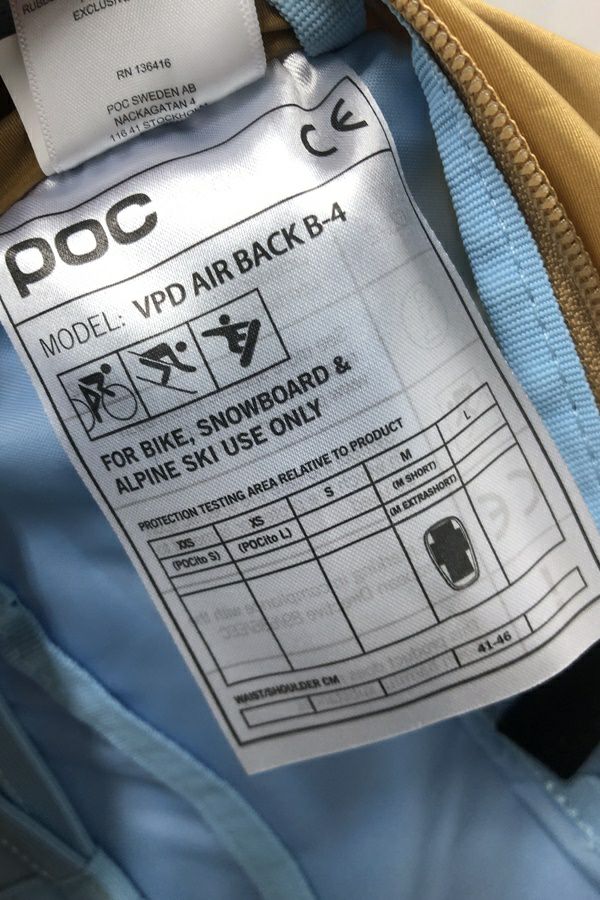 EXCLUSIVE
RN 136416
POC SWEDEN AB
NACKAGATAN 4
116 41 STOCKHOLM
CE
POC
MODEL: VPD AIR BACK B-4
FOR BIKE, SNOWBOARD &
ALPINE SKI USE ONLY
PROTECTION TESTING AREA RELATIVE TO PRODUCT
XXS XS S M L
(POCito S) (POCito L) (M SHORT)
(M EXTRASHORT)
WAIST/SHOULDER CM
41-46